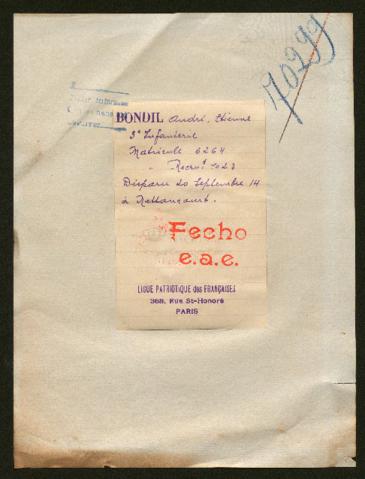 70299
BONDIL André, Etienne
3e Infanterie
Matricule 6264
- Recrut 1023
Disparu 20 Septembre 14
à Rettancourt.
Fecho
e.a.e.
LIGUE PATRIOTIQUE des FRANÇAISES
368, Rue St-Honoré
PARIS